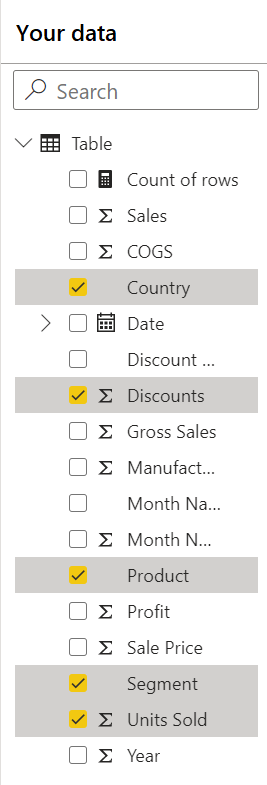 Your data
Search
Table
Count of rows
Σ Sales
Σ COGS
Country
Date
Discount ...
Σ Discounts
Σ Gross Sales
Σ Manufact...
Month Na...
Σ Month N...
Product
Σ Profit
Σ Sale Price
Segment
Σ Units Sold
Σ Year